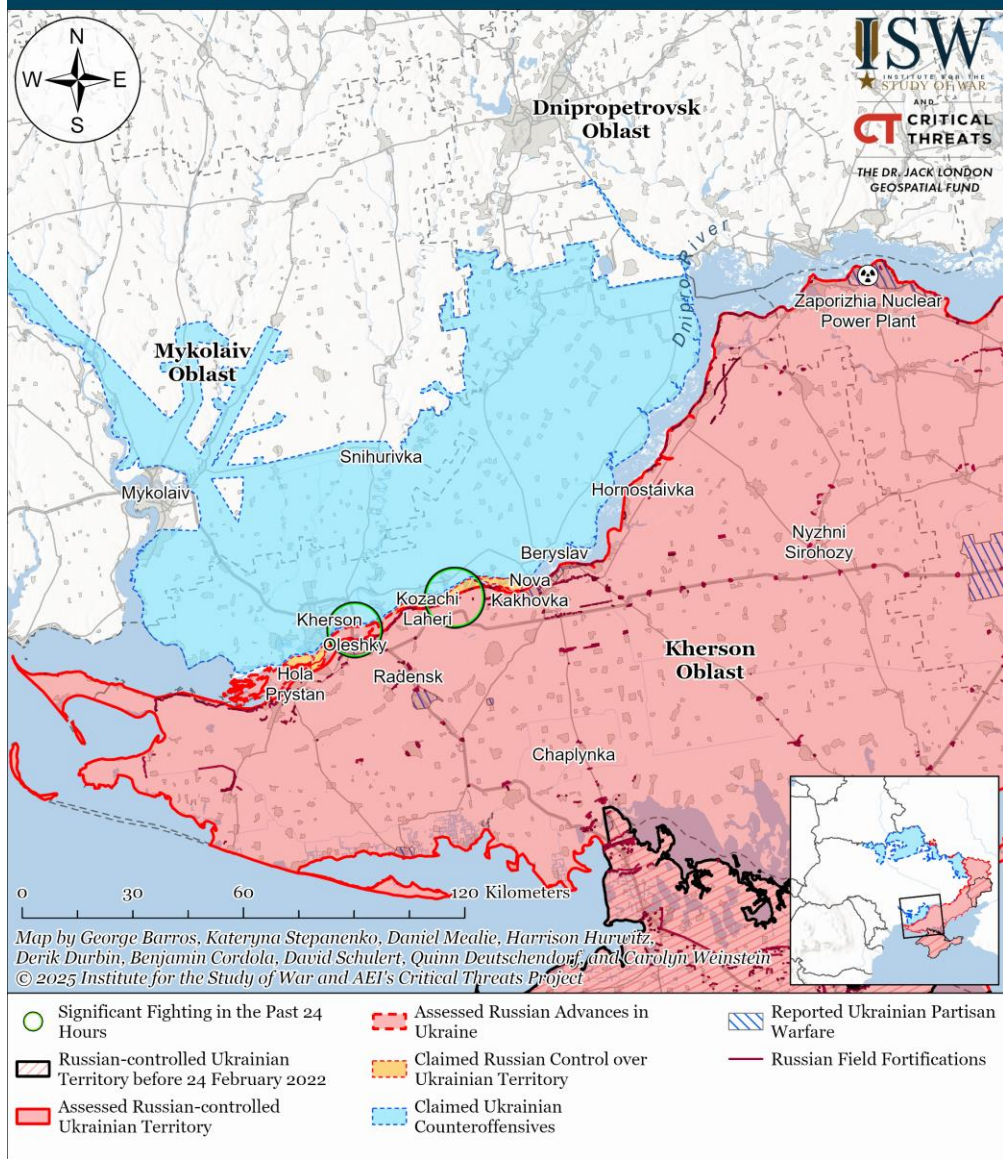 N
W
E
S
ISW
INSTITUTE FOR THE
STUDY OF WAR
AND
CT CRITICAL
THREATS
THE DR. JACK LONDON
GEOSPATIAL FUND
Dnipropetrovsk
Oblast
Dnipro River
Zaporizhia Nuclear
Power Plant
Mykolaiv
Oblast
Snihurivka
Mykolaiv
Hornostaivka
Nyzhni
Sirohozy
Beryslav
Nova
Kakhovka
Kozachi
Laheri
Kherson
Oleshky
Hola
Prystan
Radensk
Kherson
Oblast
Chaplynka
0 30 60 120 Kilometers
Map by George Barros, Kateryna Stepanenko, Daniel Mealie, Harrison Hurwitz,
Derik Durbin, Benjamin Cordola, David Schulert, Quinn Deutschendorf, and Carolyn Weinstein
© 2025 Institute for the Study of War and AEI's Critical Threats Project
Significant Fighting in the Past 24
Hours
Russian-controlled Ukrainian
Territory before 24 February 2022
Assessed Russian-controlled
Ukrainian Territory
Assessed Russian Advances in
Ukraine
Claimed Russian Control over
Ukrainian Territory
Claimed Ukrainian
Counteroffensives
Reported Ukrainian Partisan
Warfare
Russian Field Fortifications